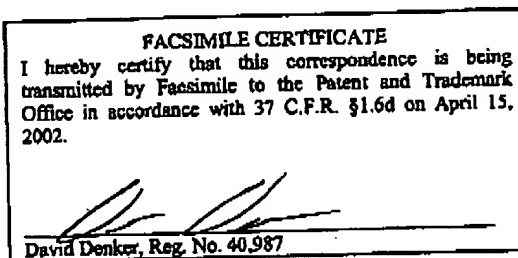 FACSIMILE CERTIFICATE
I hereby certify that this correspondence is being
transmitted by Facsimile to the Patent and Trademark
Office in accordance with 37 C.F.R. §1.6d on April 15,
2002.
David Denker, Reg. No. 40,987